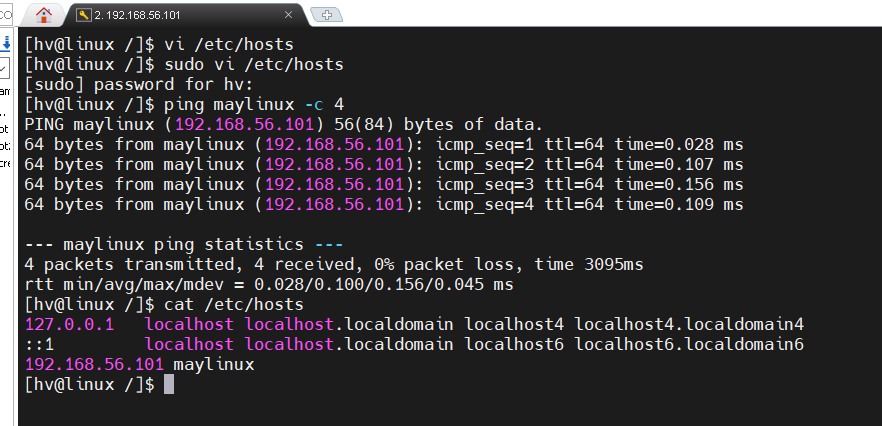 2. 192.168.56.101
[hv@linux /]$ vi /etc/hosts
[hv@linux /]$ sudo vi /etc/hosts
[sudo] password for hv:
[hv@linux /]$ ping maylinux -c 4
PING maylinux (192.168.56.101) 56(84) bytes of data.
64 bytes from maylinux (192.168.56.101): icmp_seq=1 ttl=64 time=0.028 ms
64 bytes from maylinux (192.168.56.101): icmp_seq=2 ttl=64 time=0.107 ms
64 bytes from maylinux (192.168.56.101): icmp_seq=3 ttl=64 time=0.156 ms
64 bytes from maylinux (192.168.56.101): icmp_seq=4 ttl=64 time=0.109 ms
--- maylinux ping statistics ---
4 packets transmitted, 4 received, 0% packet loss, time 3095ms
rtt min/avg/max/mdev = 0.028/0.100/0.156/0.045 ms
[hv@linux /]$ cat /etc/hosts
127.0.0.1   localhost localhost.localdomain localhost4 localhost4.localdomain4
::1         localhost localhost.localdomain localhost6 localhost6.localdomain6
192.168.56.101 maylinux
[hv@linux /]$